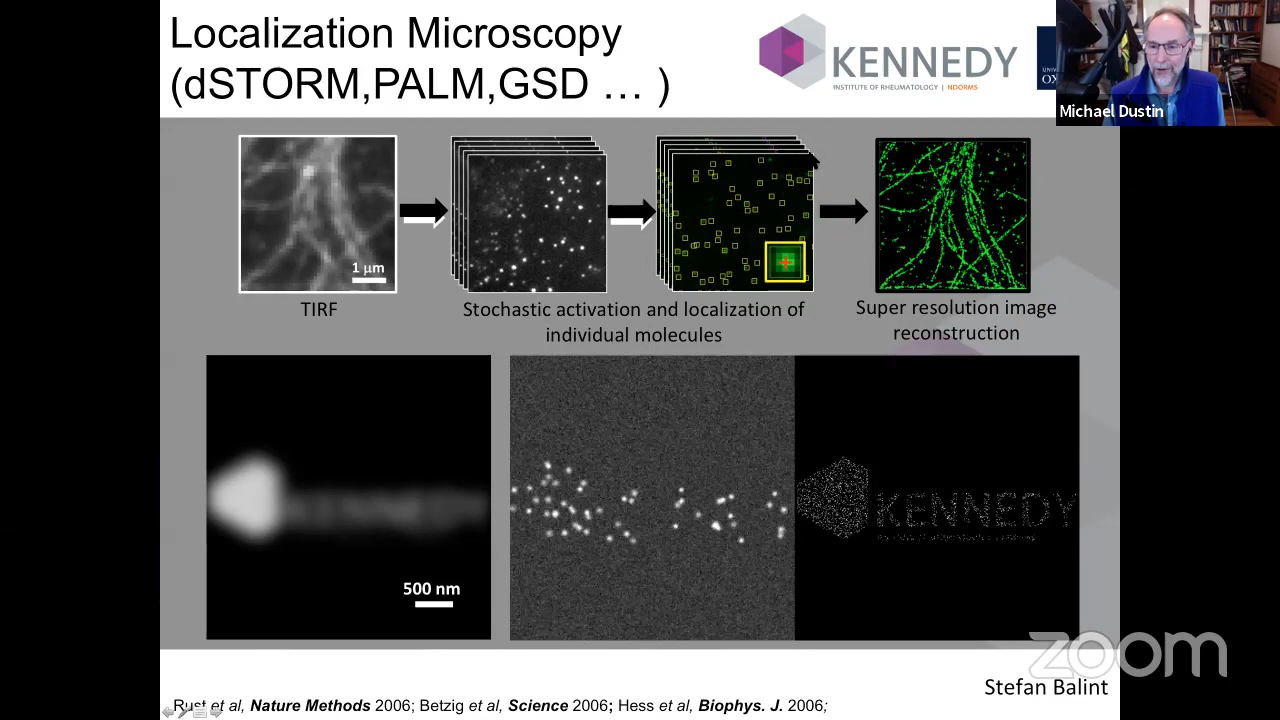 Localization Microscopy
(dSTORM,PALM,GSD … )
KENNEDY
INSTITUTE OF RHEUMATOLOGY | NDORMS
Michael Dustin
1 μm
TIRF
Stochastic activation and localization of
individual molecules
Super resolution image
reconstruction
500 nm
KENNEDY
zoom
Stefan Balint
Rust et al, Nature Methods 2006; Betzig et al, Science 2006; Hess et al, Biophys. J. 2006;